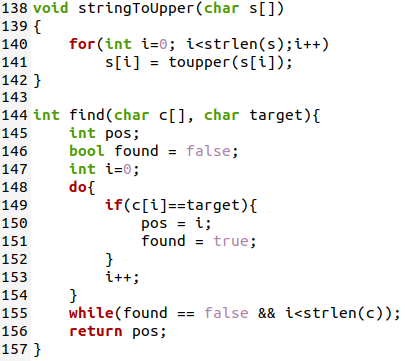 138 void stringToUpper(char s[])
139 {
140     for(int i=0; i<strlen(s);i++)
141         s[i] = toupper(s[i]);
142 }
143
144 int find(char c[], char target){
145     int pos;
146     bool found = false;
147     int i=0;
148     do{
149         if(c[i]==target){
150             pos = i;
151             found = true;
152         }
153         i++;
154     }
155     while(found == false && i<strlen(c));
156     return pos;
157 }